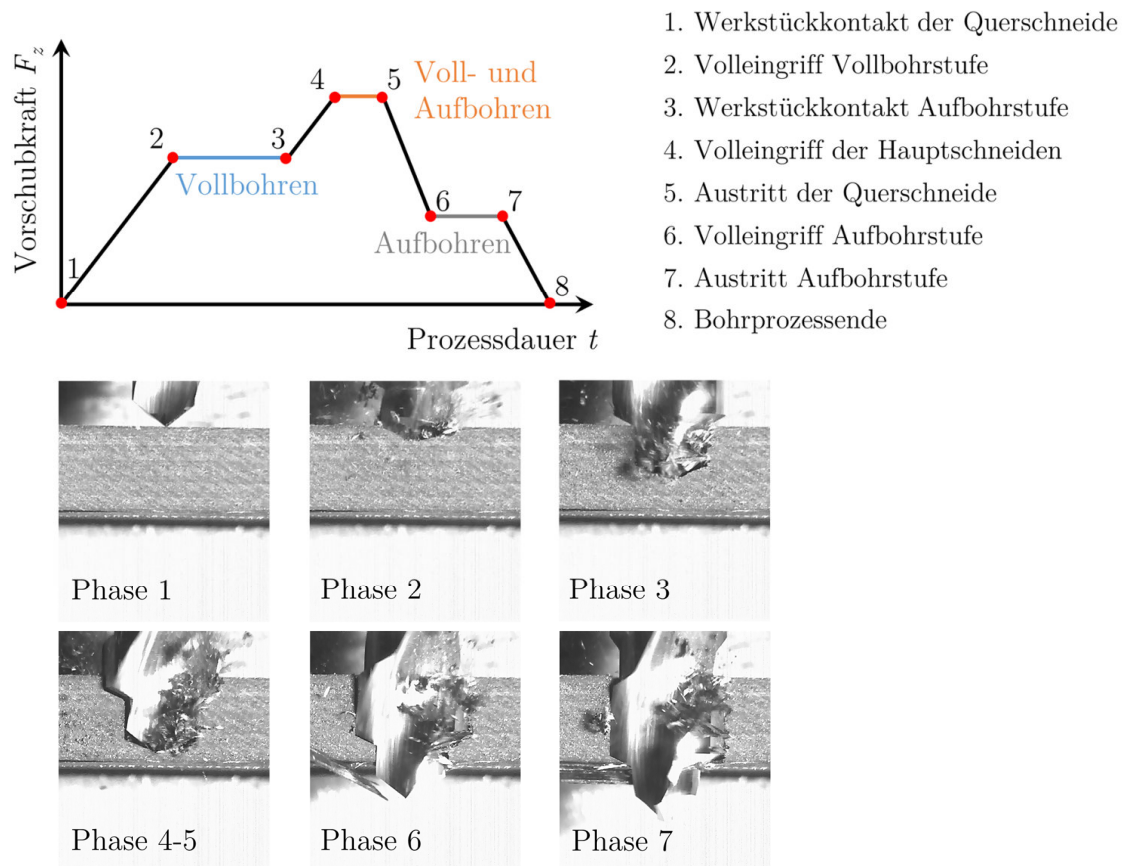 Vorschubkraft F_z
1
2
3
4
5
6
7
8
Voll- und
Aufbohren
Vollbohren
Aufbohren
Prozessdauer t
1. Werkstückkontakt der Querschneide
2. Volleingriff Vollbohrstufe
3. Werkstückkontakt Aufbohrstufe
4. Volleingriff der Hauptschneiden
5. Austritt der Querschneide
6. Volleingriff Aufbohrstufe
7. Austritt Aufbohrstufe
8. Bohrprozessende
Phase 1
Phase 2
Phase 3
Phase 4-5
Phase 6
Phase 7